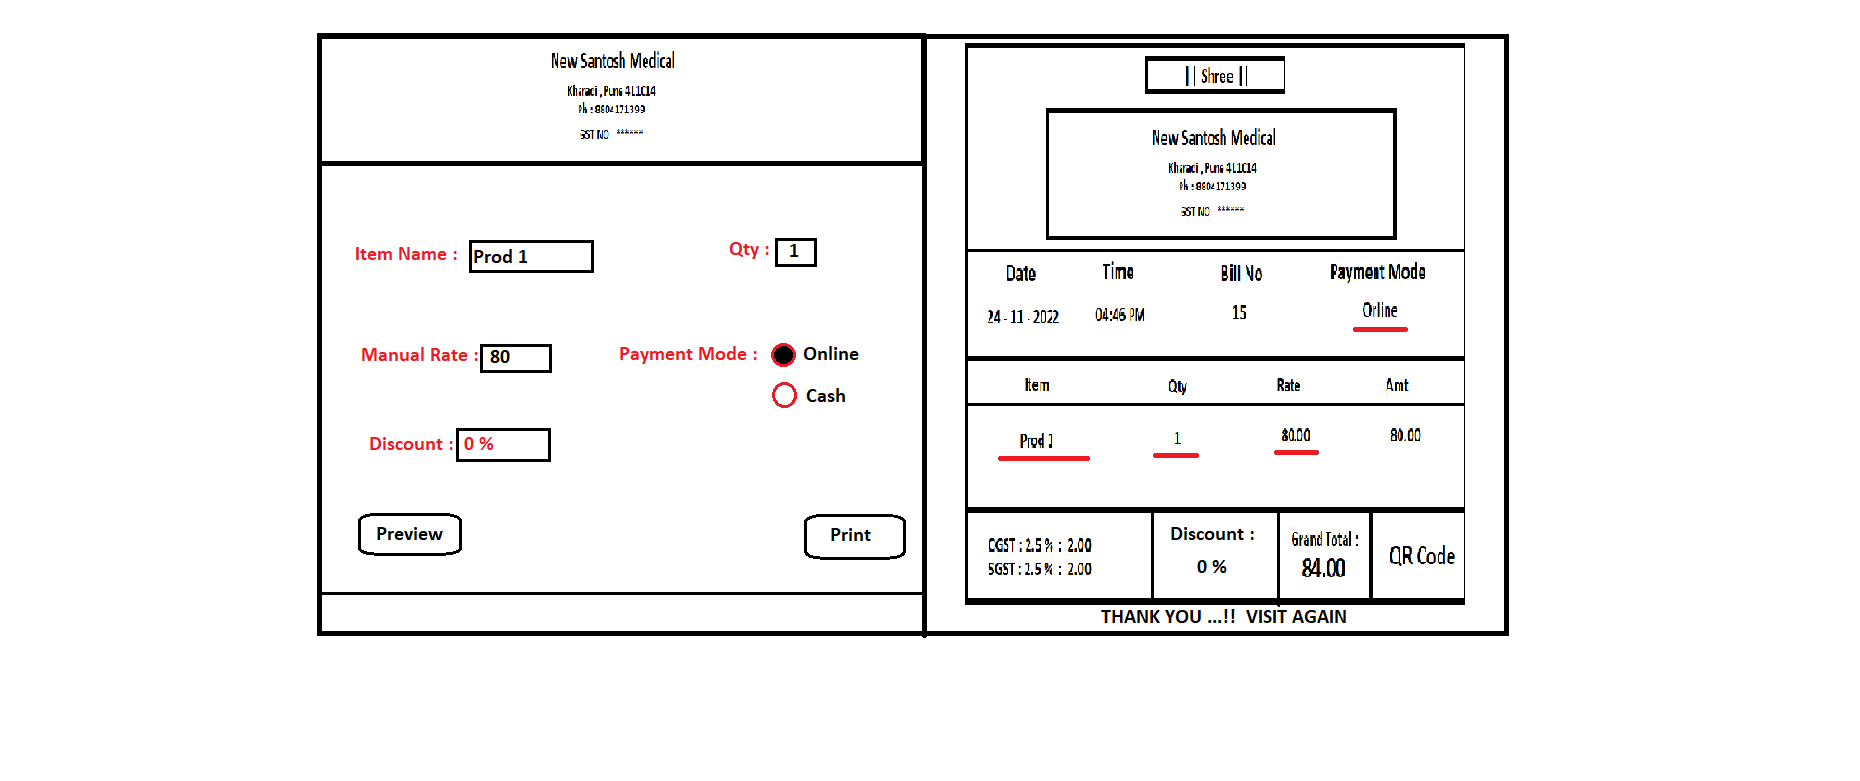 New Santosh Medical
Kharadi , Pune 411014
Ph : 8804171399
GST NO ******
Item Name : Prod 1
Qty : 1
Manual Rate : 80
Payment Mode : Online
Cash
Discount : 0 %
Preview
Print
|| Shree ||
New Santosh Medical
Kharadi , Pune 411014
Ph : 8804171399
GST NO ******
Date Time Bill No Payment Mode
24 - 11 - 2022 04:45 PM 15 Online
Item Qty Rate Amt
Prod 1 1 80.00 80.00
CGST : 2.5 % : 2.00
SGST : 2.5 % : 2.00
Discount :
0 %
Grand Total :
84.00
QR Code
THANK YOU ...!! VISIT AGAIN